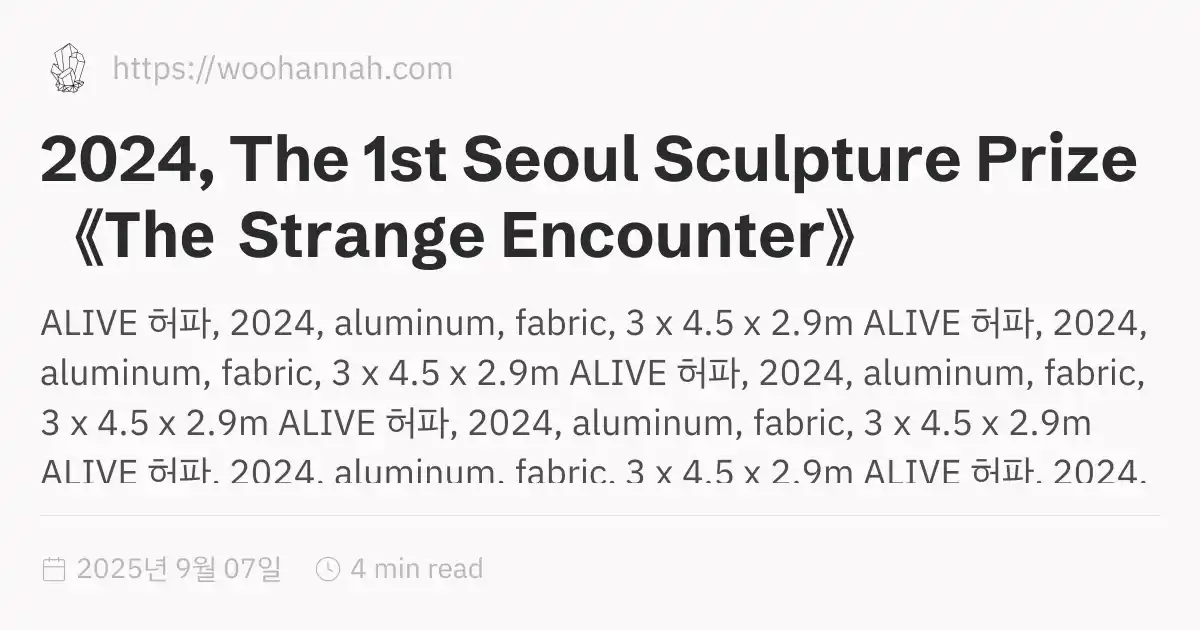 https://woohannah.com
2024, The 1st Seoul Sculpture Prize
《The Strange Encounter》
ALIVE 허파, 2024, aluminum, fabric, 3 x 4.5 x 2.9m ALIVE 허파, 2024,
aluminum, fabric, 3 x 4.5 x 2.9m ALIVE 허파, 2024, aluminum, fabric,
3 x 4.5 x 2.9m ALIVE 허파, 2024, aluminum, fabric, 3 x 4.5 x 2.9m
ALIVE 허파, 2024, aluminum, fabric, 3 x 4.5 x 2.9m ALIVE 허파, 2024,
2025년 9월 07일 4 min read